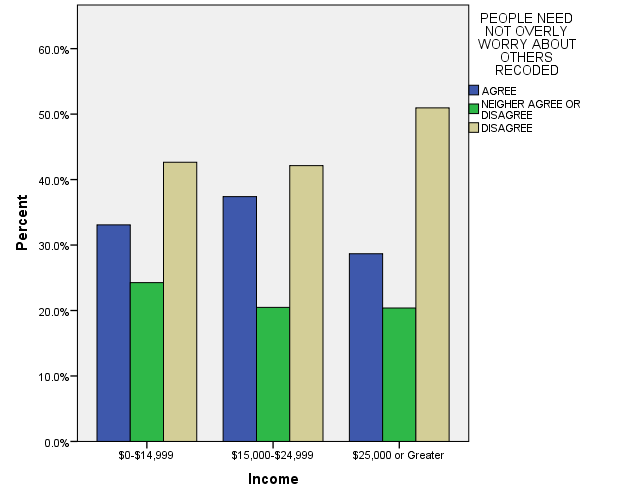 PEOPLE NEED
NOT OVERLY
WORRY ABOUT
OTHERS
RECODED
AGREE
NEIGHER AGREE OR
DISAGREE
DISAGREE
60.0%
50.0%
40.0%
30.0%
20.0%
10.0%
0.0%
Percent
$0-$14,999
$15,000-$24,999
$25,000 or Greater
Income